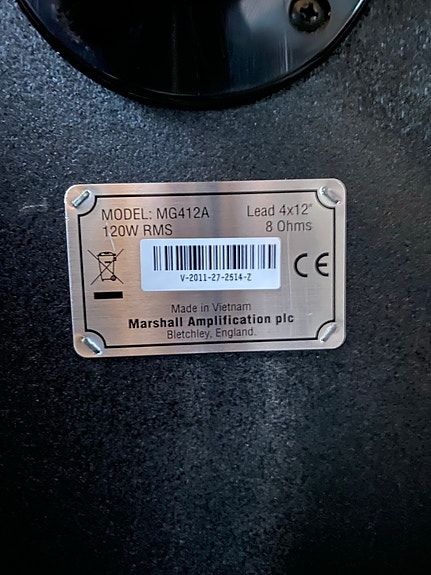 MODEL: MG412A Lead 4x12"
120W RMS 8 Ohms
V-2011-27-2514-Z
CE
Made in Vietnam
Marshall Amplification plc
Bletchley, England.